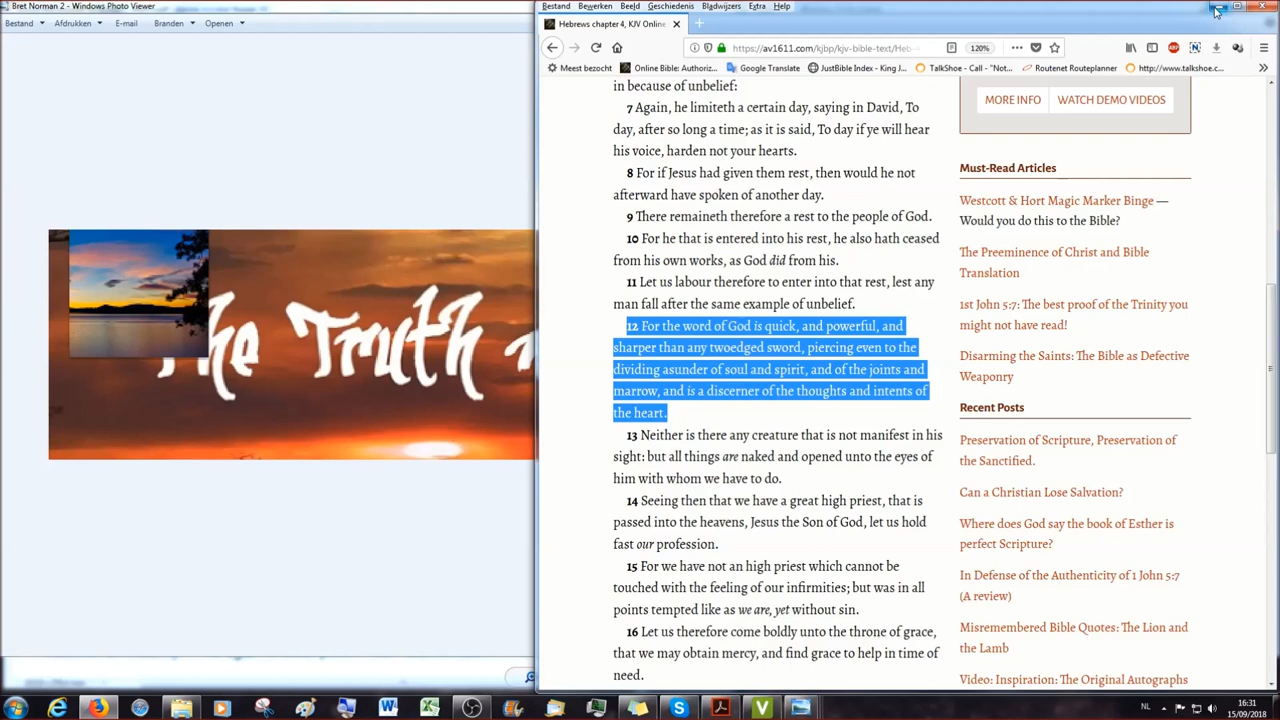 Bret Norman 2 - Windows Photo Viewer
Bestand Afdrukken E-mail Branden Openen
The Truth
Bestand Bewerken Beeld Geschiedenis Bladwijzers Extra Help
Hebrews chapter 4, KJV Online
https://av1611.com/kjbp/kjv-bible-text/Heb-
120%
Meest bezocht Online Bible: Authoriz... Google Translate JustBible Index - King J... TalkShoe - Call - "Not... Routenet Routeplanner http://www.talkshoe.c...
in because of unbelief:
7 Again, he limiteth a certain day, saying in David, To
day, after so long a time; as it is said, To day if ye will hear
his voice, harden not your hearts.
8 For if Jesus had given them rest, then would he not
afterward have spoken of another day.
9 There remaineth therefore a rest to the people of God.
10 For he that is entered into his rest, he also hath ceased
from his own works, as God did from his.
11 Let us labour therefore to enter into that rest, lest any
man fall after the same example of unbelief.
12 For the word of God is quick, and powerful, and
sharper than any twoedged sword, piercing even to the
dividing asunder of soul and spirit, and of the joints and
marrow, and is a discerner of the thoughts and intents of
the heart.
13 Neither is there any creature that is not manifest in his
sight: but all things are naked and opened unto the eyes of
him with whom we have to do.
14 Seeing then that we have a great high priest, that is
passed into the heavens, Jesus the Son of God, let us hold
fast our profession.
15 For we have not an high priest which cannot be
touched with the feeling of our infirmities; but was in all
points tempted like as we are, yet without sin.
16 Let us therefore come boldly unto the throne of grace,
that we may obtain mercy, and find grace to help in time of
need.
MORE INFO WATCH DEMO VIDEOS
Must-Read Articles
Westcott & Hort Magic Marker Binge —
Would you do this to the Bible?
The Preeminence of Christ and Bible
Translation
1st John 5:7: The best proof of the Trinity you
might not have read!
Disarming the Saints: The Bible as Defective
Weaponry
Recent Posts
Preservation of Scripture, Preservation of
the Sanctified.
Can a Christian Lose Salvation?
Where does God say the book of Esther is
perfect Scripture?
In Defense of the Authenticity of 1 John 5:7
(A review)
Misremembered Bible Quotes: The Lion and
the Lamb
Video: Inspiration: The Original Autographs
NL
16:31
15/09/2018